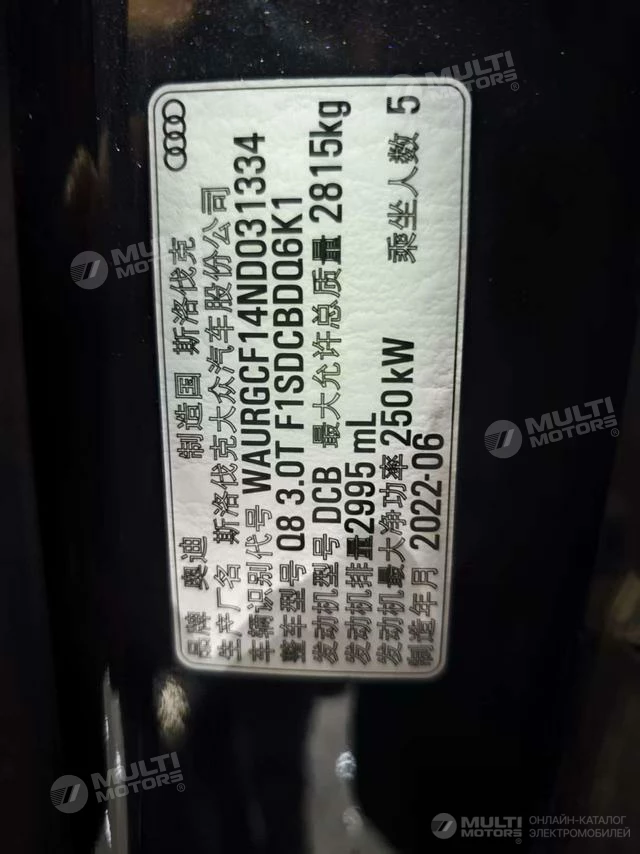 品牌 奥迪 制造国 斯洛伐克
生产厂名 斯洛伐克大众汽车股份公司
车辆识别代号 WAURGCF14ND031334
整车型号 Q8 3.0T F1SDCBDQ6K1
发动机型号 DCB 最大允许总质量 2815kg
发动机排量 2995 mL
发动机最大净功率 250kW 乘坐人数 5
制造年月 2022-06
MULTI MOTORS®
MULTI MOTORS®
MULTI MOTORS®
MULTI MOTORS®
MULTI MOTORS® ОНЛАЙН-КАТАЛОГ ЭЛЕКТРОМОБИЛЕЙ